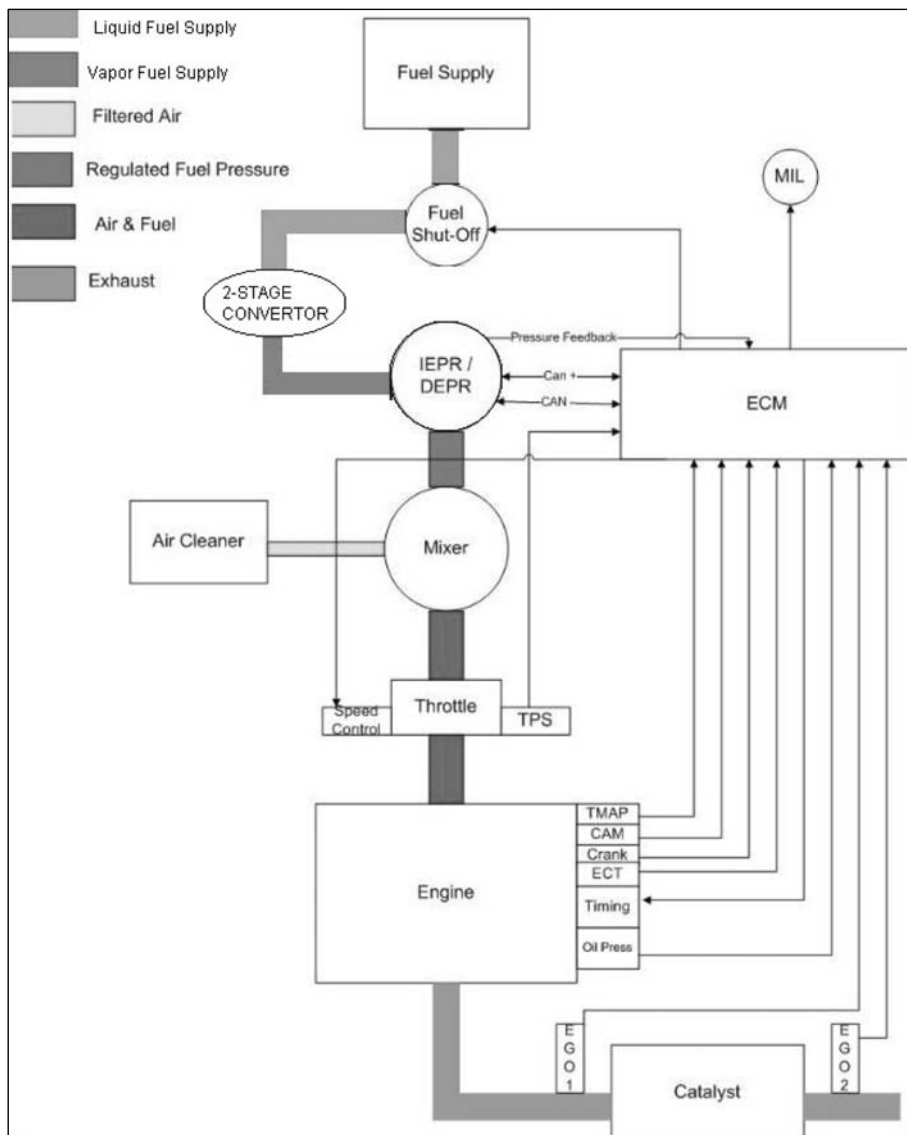 Liquid Fuel Supply
Vapor Fuel Supply
Filtered Air
Regulated Fuel Pressure
Air & Fuel
Exhaust
Fuel Supply
MIL
Fuel
Shut-Off
2-STAGE
CONVERTOR
Pressure Feedback
IEPR /
DEPR
Can +
CAN
ECM
Air Cleaner
Mixer
Speed
Control
Throttle
TPS
TMAP
CAM
Crank
ECT
Engine
Timing
Oil Press
E
G
O
1
E
G
O
2
Catalyst